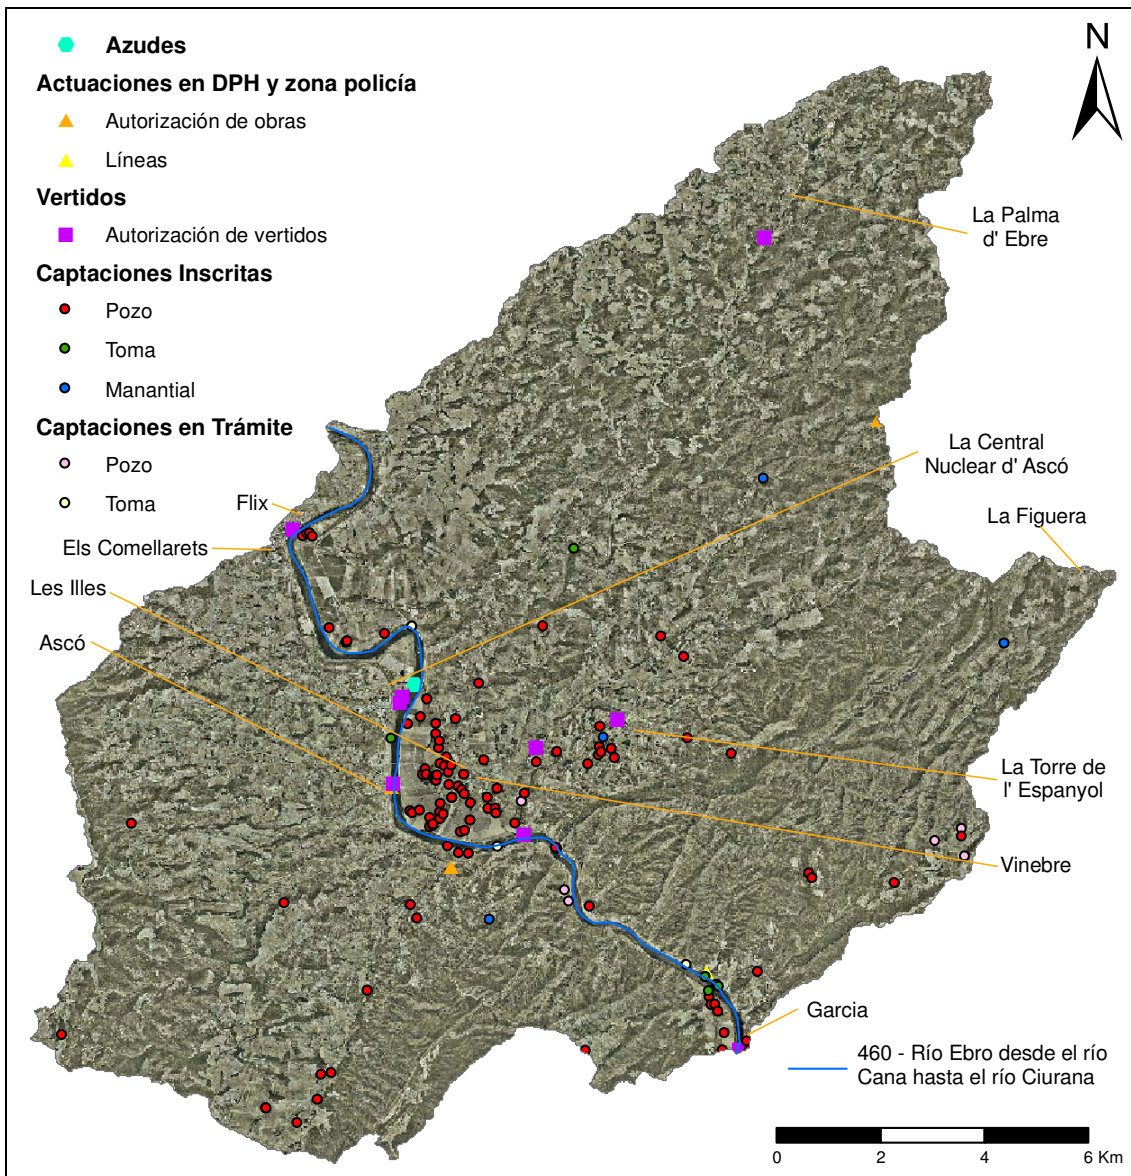 Azudes
Actuaciones en DPH y zona policía
Autorización de obras
Líneas
Vertidos
Autorización de vertidos
Captaciones Inscritas
Pozo
Toma
Manantial
Captaciones en Trámite
Pozo
Toma
N
La Palma
d' Ebre
La Central
Nuclear d' Ascó
La Figuera
Flix
Els Comellarets
Les Illes
Ascó
La Torre de
l' Espanyol
Vinebre
Garcia
460 - Río Ebro desde el río
Cana hasta el río Ciurana
0 2 4 6 Km